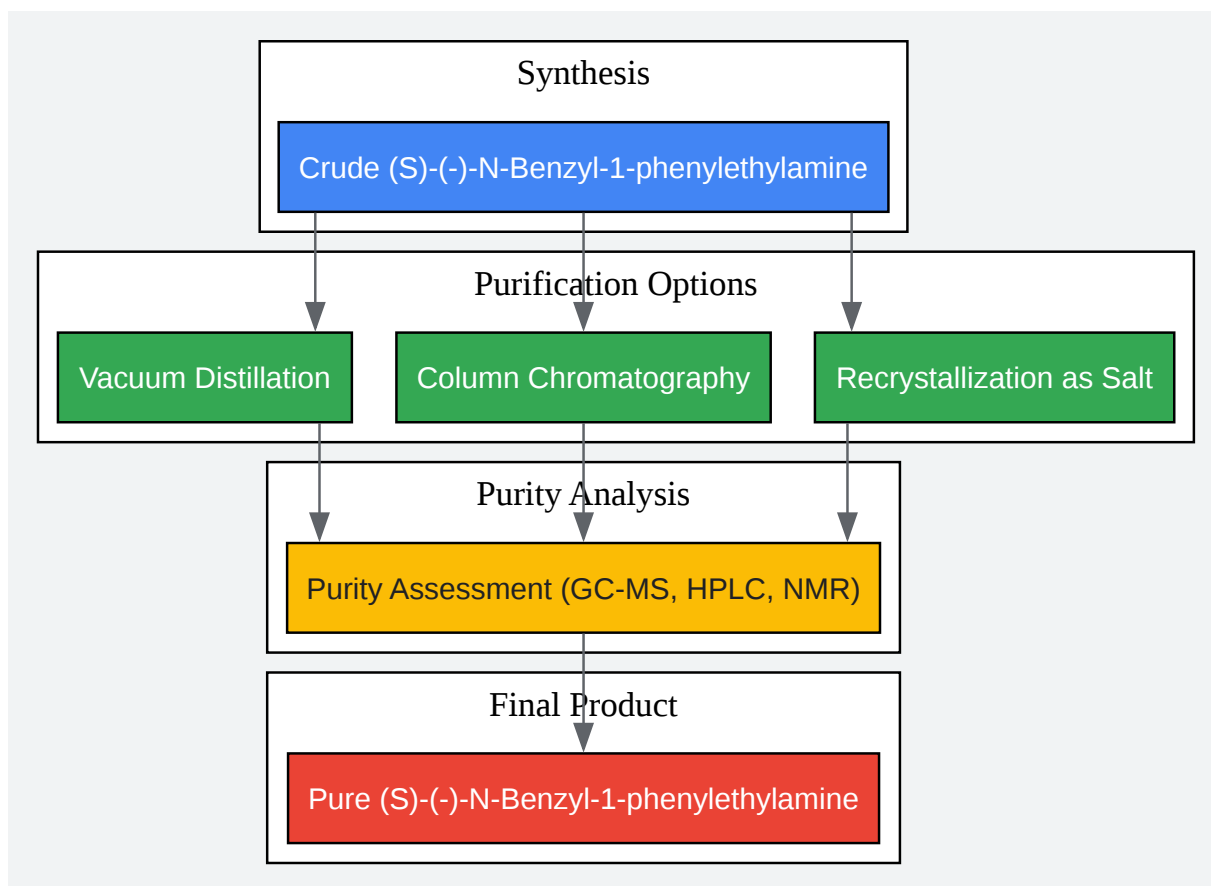 Synthesis
Crude (S)-(-)-N-Benzyl-1-phenylethylamine
Purification Options
Vacuum Distillation
Column Chromatography
Recrystallization as Salt
Purity Analysis
Purity Assessment (GC-MS, HPLC, NMR)
Final Product
Pure (S)-(-)-N-Benzyl-1-phenylethylamine